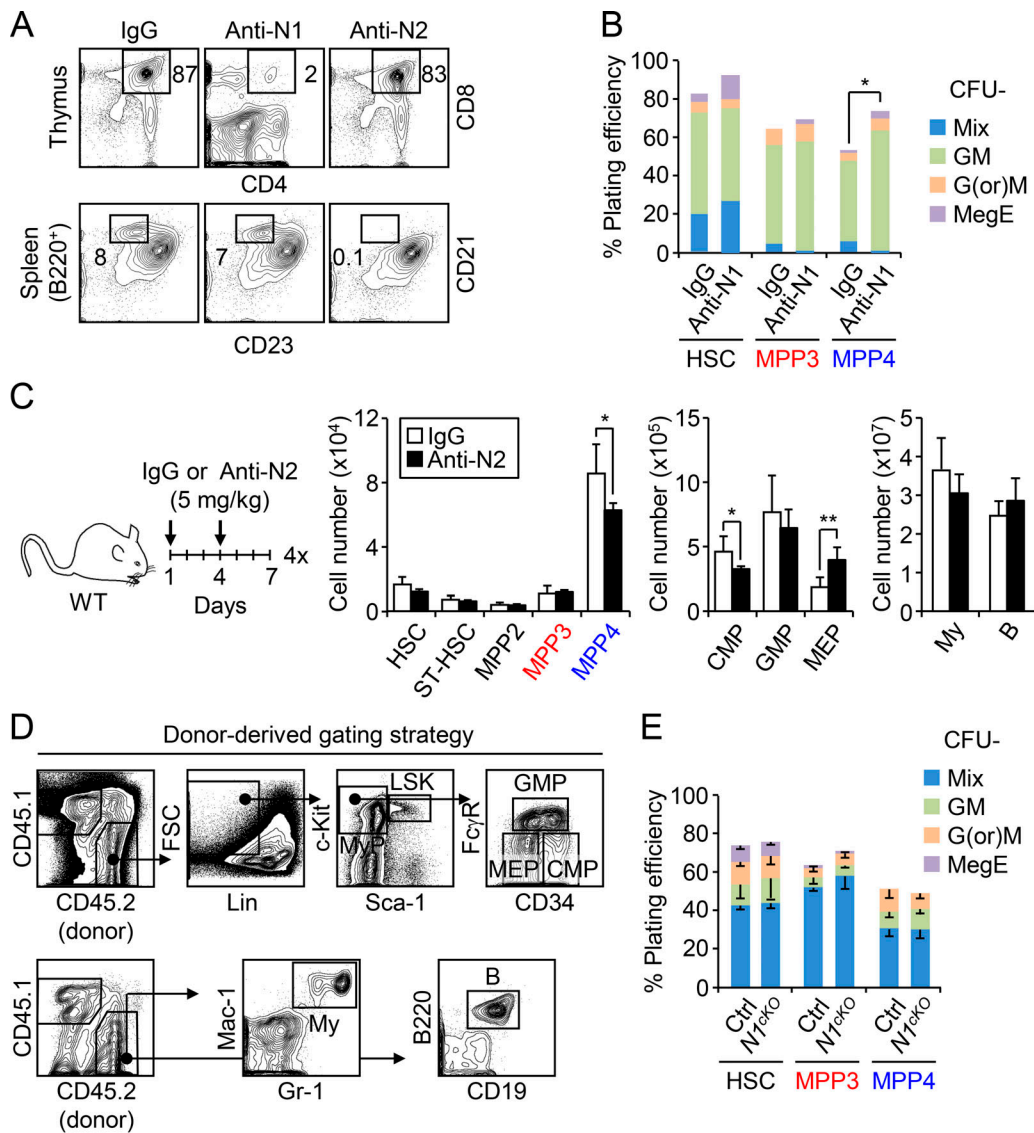 A
IgG Anti-N1 Anti-N2
Thymus
87
2
83
CD8
CD4
Spleen
(B220+)
8
7
0.1
CD21
CD23
B
% Plating efficiency
100
80
60
40
20
0
*
CFU-
Mix
GM
G(or)M
MegE
IgG
Anti-N1
IgG
Anti-N1
IgG
Anti-N1
HSC MPP3 MPP4
C
IgG or Anti-N2
(5 mg/kg)
1 4 7
4x
WT
Days
Cell number (x10⁴)
12
8
4
0
IgG
Anti-N2
*
HSC
ST-HSC
MPP2
MPP3
MPP4
Cell number (x10⁵)
15
10
5
0
*
**
CMP
GMP
MEP
Cell number (x10⁷)
5
4
3
2
1
0
My
B
D
Donor-derived gating strategy
CD45.1
CD45.2
(donor)
FSC
Lin
c-Kit
LSK
MyP
Sca-1
FcγR
GMP
MEP
CMP
CD34
CD45.1
CD45.2
(donor)
Mac-1
My
Gr-1
B220
B
CD19
E
% Plating efficiency
100
80
60
40
20
0
CFU-
Mix
GM
G(or)M
MegE
Ctrl
N1cKO
Ctrl
N1cKO
Ctrl
N1cKO
HSC MPP3 MPP4